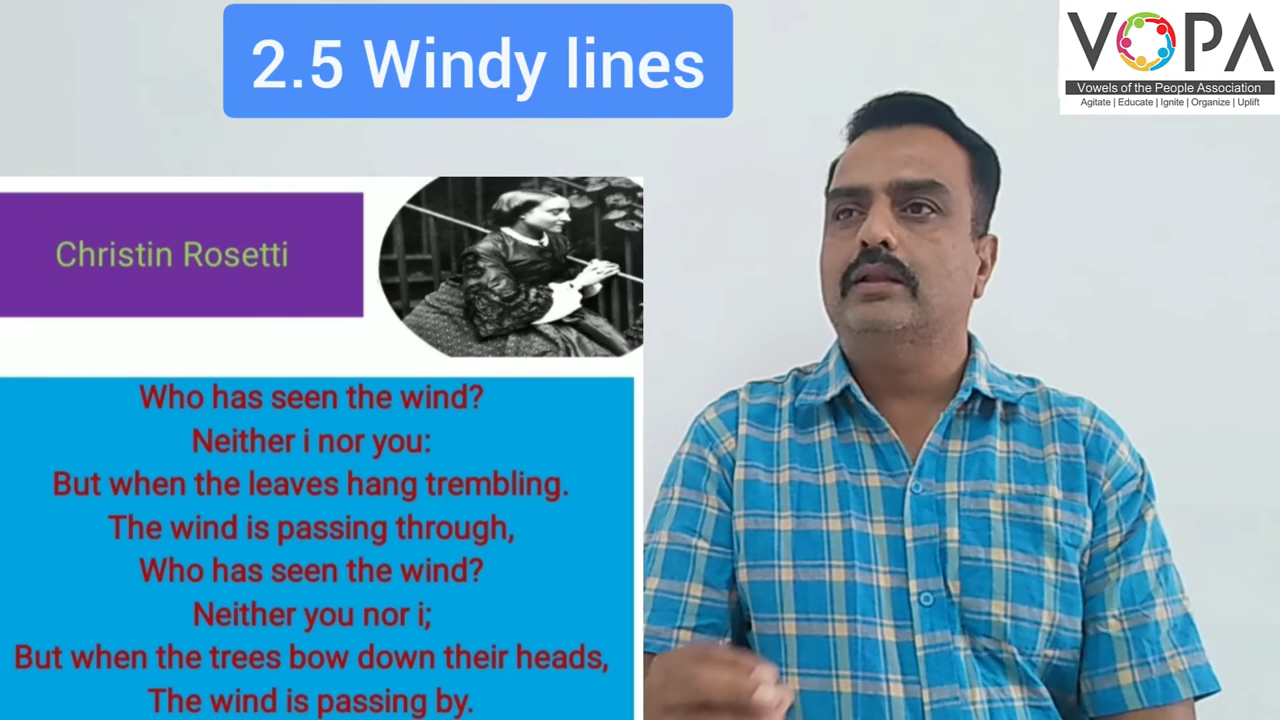 2.5 Windy lines
VOPA
Vowels of the People Association
Agitate | Educate | Ignite | Organize | Uplift
Christin Rosetti
Who has seen the wind?
Neither i nor you:
But when the leaves hang trembling.
The wind is passing through,
Who has seen the wind?
Neither you nor i;
But when the trees bow down their heads,
The wind is passing by.